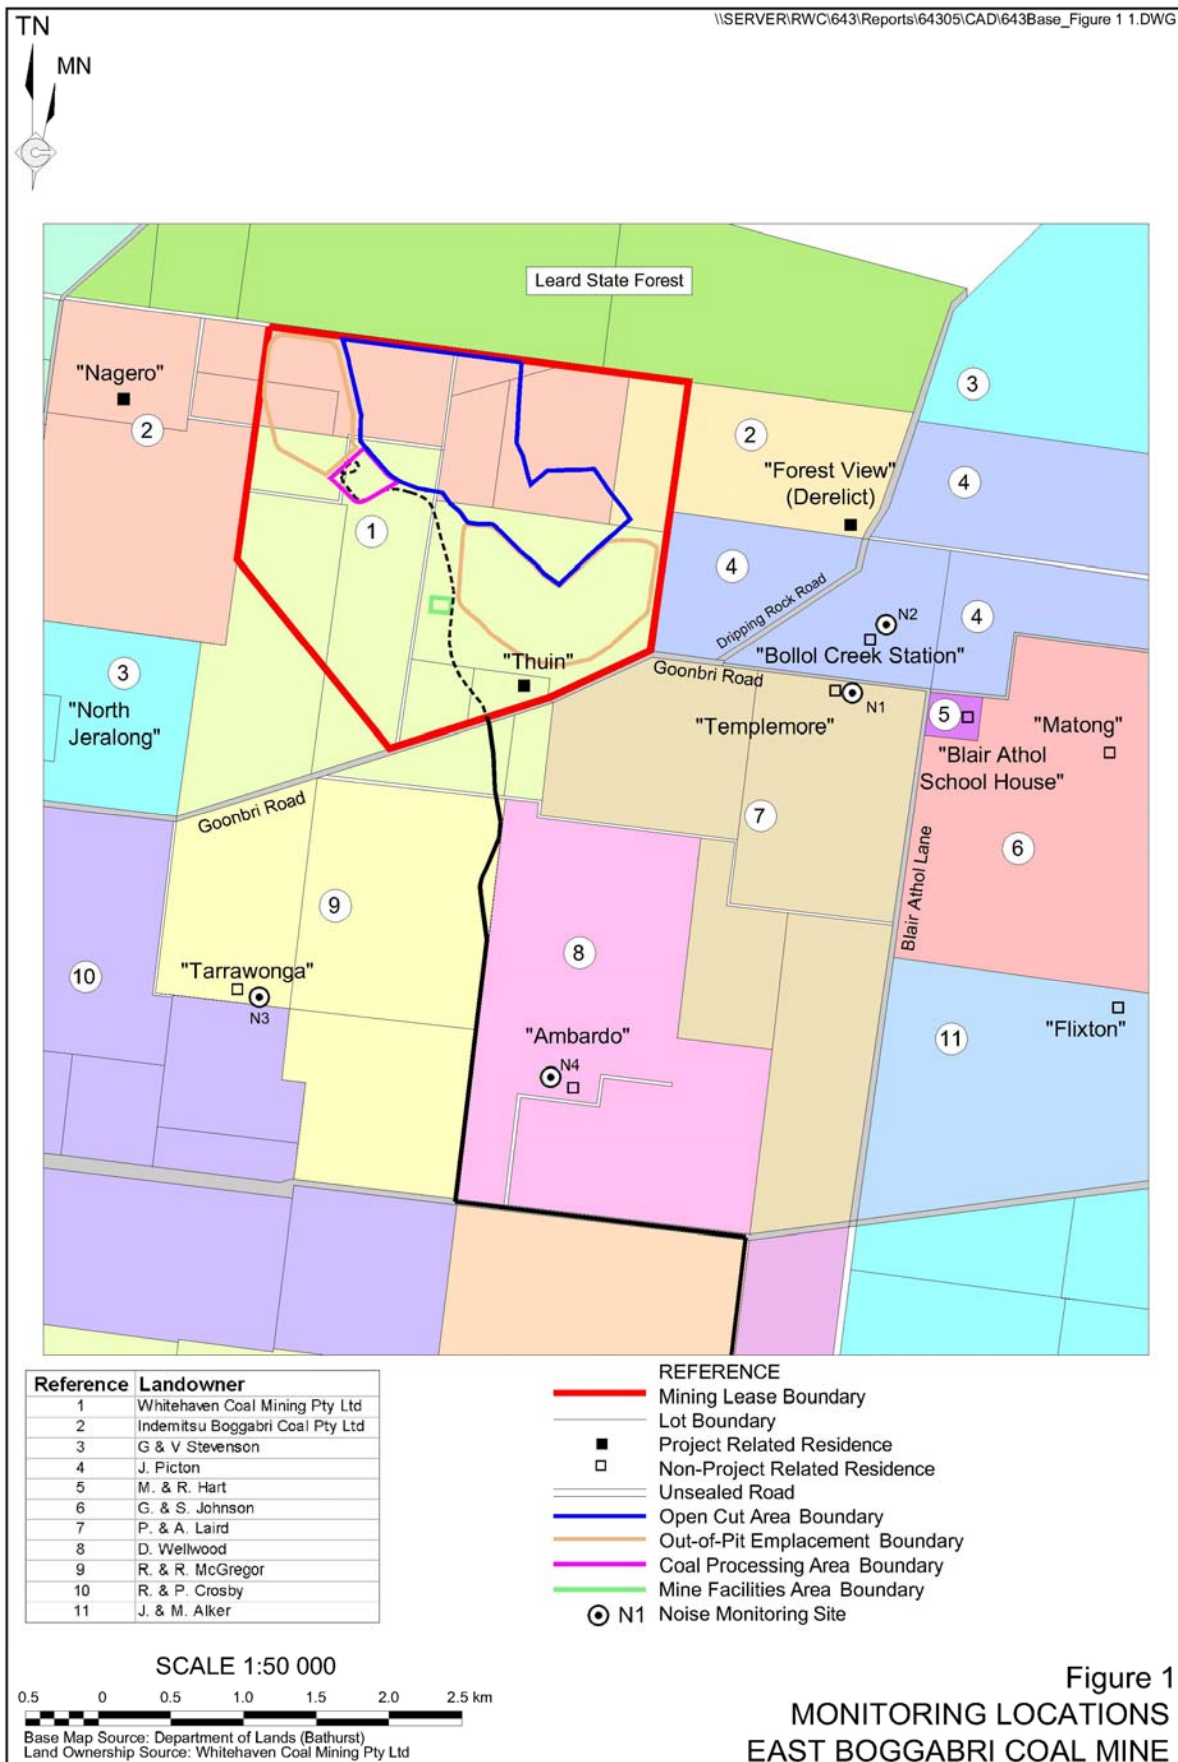 \\SERVER\RWC\643\Reports\64305\CAD\643Base_Figure 1 1.DWG
TN
MN
Leard State Forest
"Nagero"
2
3
2
"Forest View"
(Derelict)
4
1
4
Dripping Rock Road
N2
4
"Bollol Creek Station"
"Thuin"
Goonbri Road
3
"North
Jeralong"
N1
"Templemore"
5
"Matong"
"Blair Athol
School House"
Goonbri Road
7
6
Blair Athol Lane
9
8
10
"Tarrawonga"
N3
"Flixton"
"Ambardo"
11
N4
Reference Landowner
1 Whitehaven Coal Mining Pty Ltd
2 Indemitsu Boggabri Coal Pty Ltd
3 G & V Stevenson
4 J. Picton
5 M. & R. Hart
6 G. & S. Johnson
7 P. & A. Laird
8 D. Wellwood
9 R. & R. McGregor
10 R. & P. Crosby
11 J. & M. Alker
REFERENCE
Mining Lease Boundary
Lot Boundary
Project Related Residence
Non-Project Related Residence
Unsealed Road
Open Cut Area Boundary
Out-of-Pit Emplacement Boundary
Coal Processing Area Boundary
Mine Facilities Area Boundary
N1 Noise Monitoring Site
SCALE 1:50 000
0.5 0 0.5 1.0 1.5 2.0 2.5 km
Base Map Source: Department of Lands (Bathurst)
Land Ownership Source: Whitehaven Coal Mining Pty Ltd
Figure 1
MONITORING LOCATIONS
EAST BOGGABRI COAL MINE